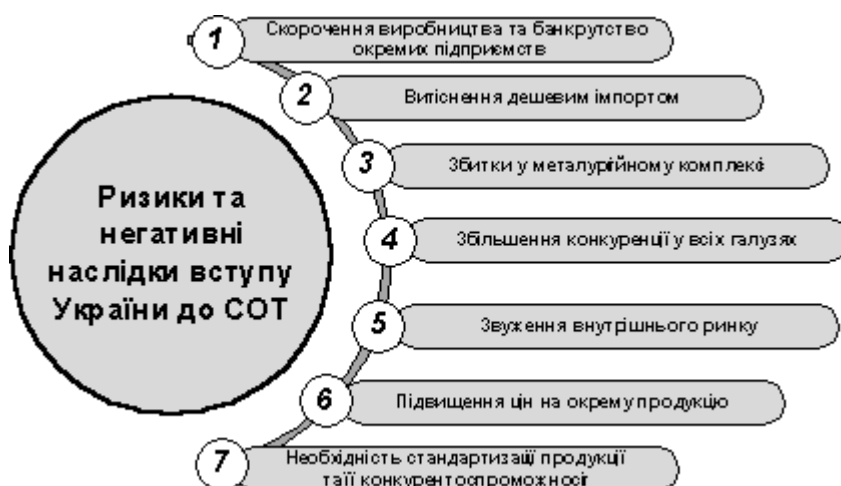 Ризики та
негативні
наслідки вступу
України до СОТ
1
Скорочення виробництва та банкрутство
окремих підприємств
2
Витіснення дешевим імпортом
3
Збитки у металургійному комплексі
4
Збільшення конкуренції у всіх галузях
5
Звуження внутрішнього ринку
6
Підвищення цін на окрему продукцію
7
Необхідність стандартизації продукції
та її конкурентоспроможності